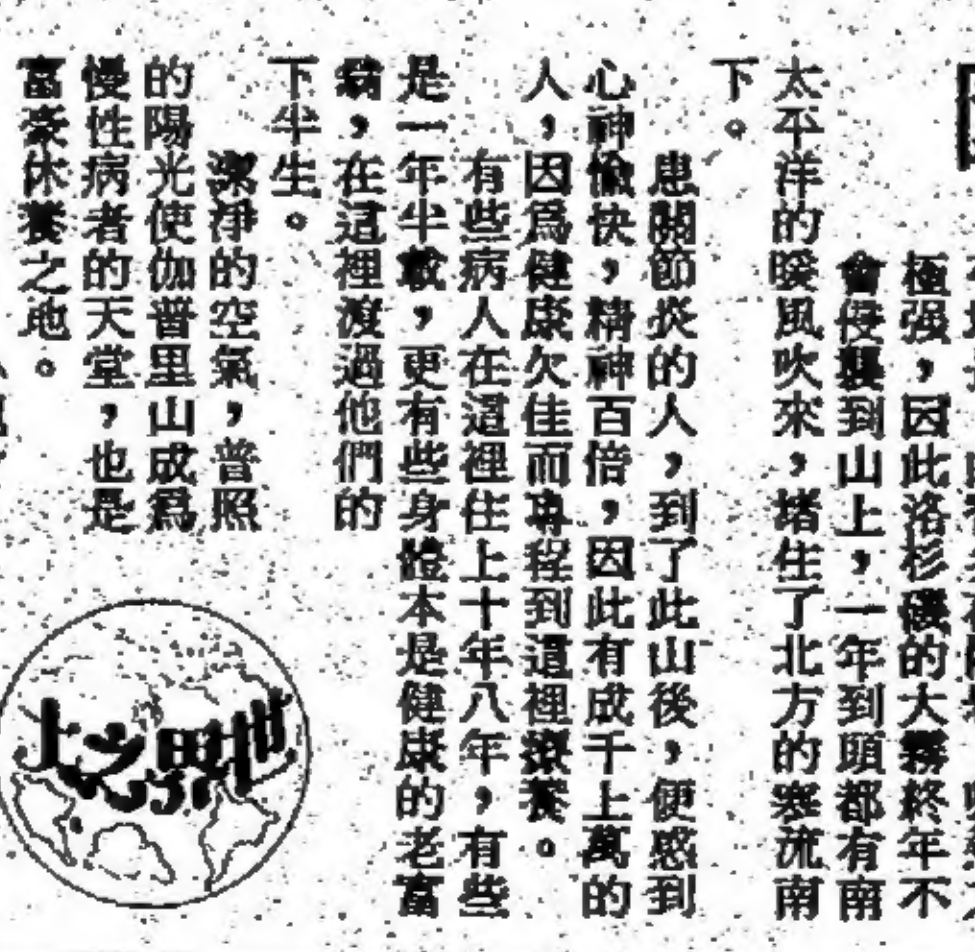 極强，因此洛杉磯的大霧終年不
會侵襲到山上，一年到頭都有南
太平洋的暖風吹來，堵住了北方的寒流南
下。
患關節炎的人，到了此山後，便感到
心神愉快，精神百倍，因此有成千上萬的
人，因爲健康欠佳而專程到這裡療養。
有些病人在這裡住上十年八年，有些
是一年半載，更有些身體本是健康的老富
翁，在這裡渡過他們的
下半生。
潔淨的空氣，普照
的陽光使伽普里山成爲
慢性病者的天堂，也是
富豪休養之地。
世界之上